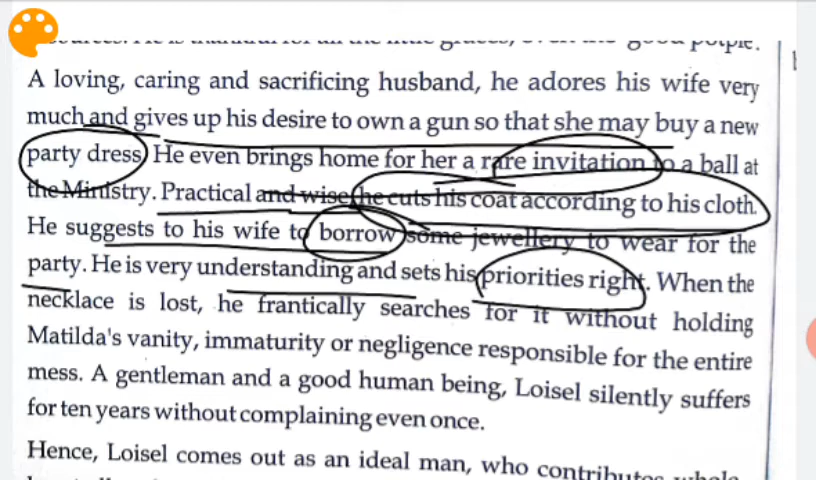 A loving, caring and sacrificing husband, he adores his wife very
much and gives up his desire to own a gun so that she may buy a new
party dress. He even brings home for her a rare invitation to a ball at
the Ministry. Practical and wise, he cuts his coat according to his cloth.
He suggests to his wife to borrow some jewellery to wear for the
party. He is very understanding and sets his priorities right. When the
necklace is lost, he frantically searches for it without holding
Matilda's vanity, immaturity or negligence responsible for the entire
mess. A gentleman and a good human being, Loisel silently suffers
for ten years without complaining even once.
Hence, Loisel comes out as an ideal man, who contributes